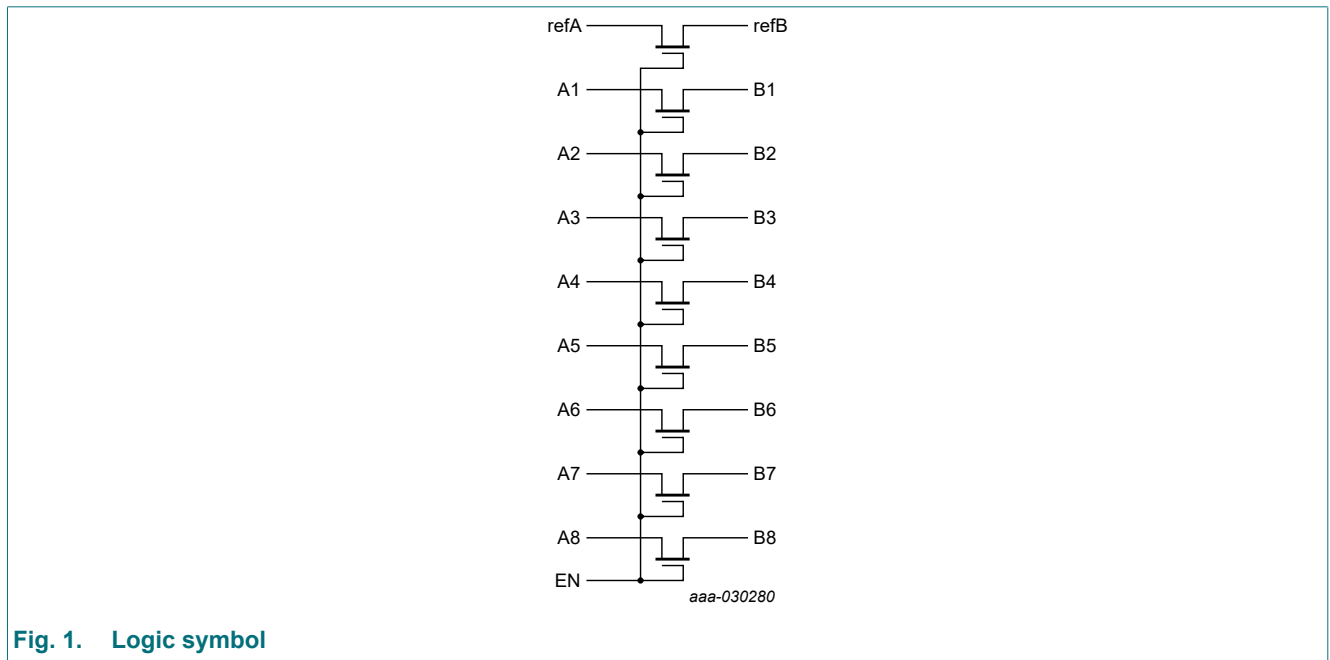 refA refB
A1 B1
A2 B2
A3 B3
A4 B4
A5 B5
A6 B6
A7 B7
A8 B8
EN
aaa-030280
Fig. 1. Logic symbol